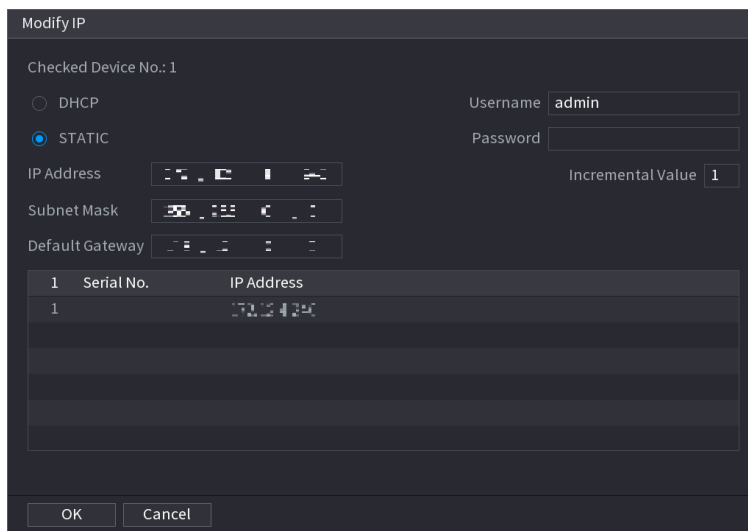 Modify IP
Checked Device No.: 1
DHCP
Username admin
STATIC
Password
IP Address
Incremental Value 1
Subnet Mask
Default Gateway
1 Serial No. IP Address
1
OK Cancel